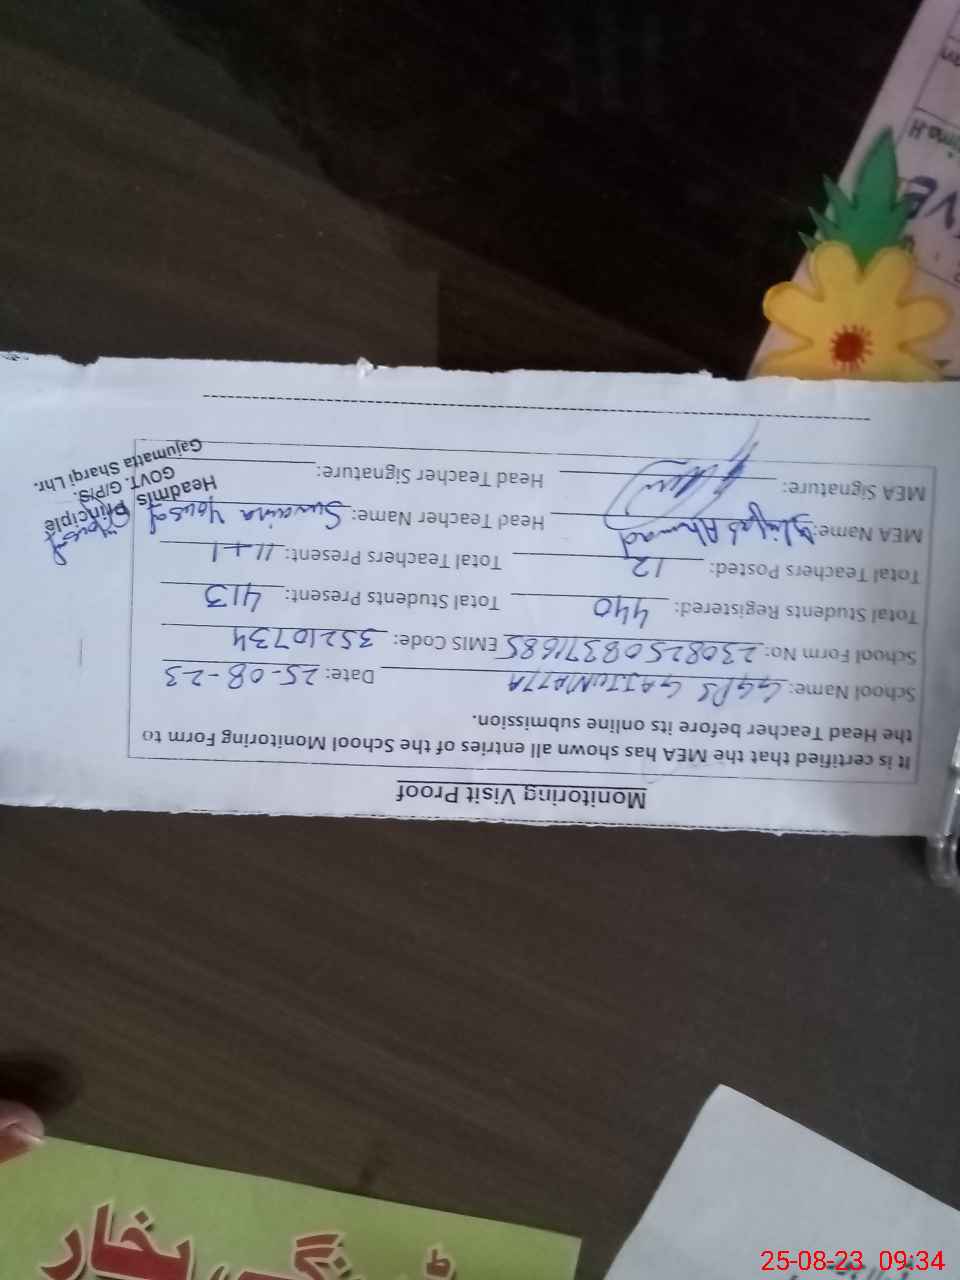 Monitoring Visit Proof
It is certified that the MEA has shown all entries of the School Monitoring Form to
the Head Teacher before its online submission.
School Name: GGPS GAJJUMATTA Date: 25-08-23
School Form No: 23082508371685 EMIS Code: 35210734
Total Students Registered: 440 Total Students Present: 413
Total Teachers Posted: 12 Total Teachers Present: 11+1
MEA Name: Ahmad Head Teacher Name: Yousaf
MEA Signature: Head Teacher Signature:
Headmis Principle
GOVT. G/P/S.
Gajumatta Sharqi Lhr.
بخار
25-08-23 09:34